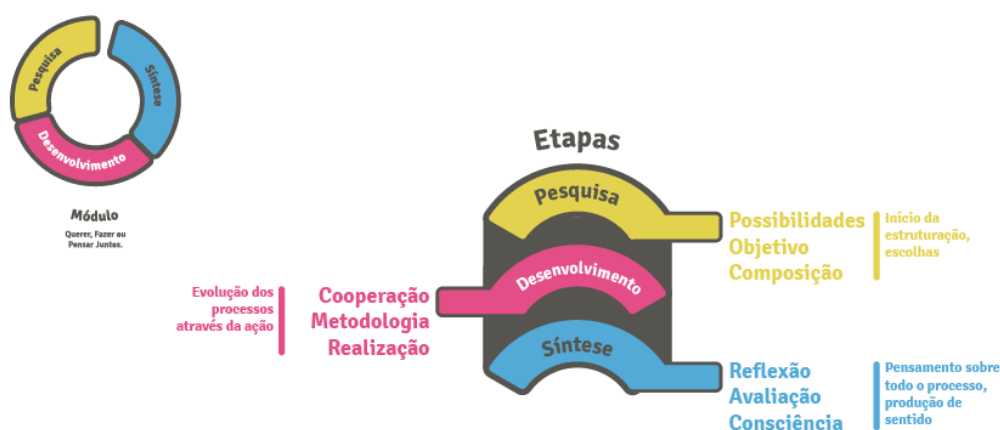 Pesquisa
Síntese
Desenvolvimento
Módulo
Querer, Fazer ou
Pensar Juntos.
Etapas
Pesquisa
Possibilidades
Objetivo
Composição
Início da
estruturação,
escolhas
Desenvolvimento
Cooperação
Metodologia
Realização
Evolução dos
processos
através da ação
Síntese
Reflexão
Avaliação
Consciência
Pensamento sobre
todo o processo,
produção de
sentido